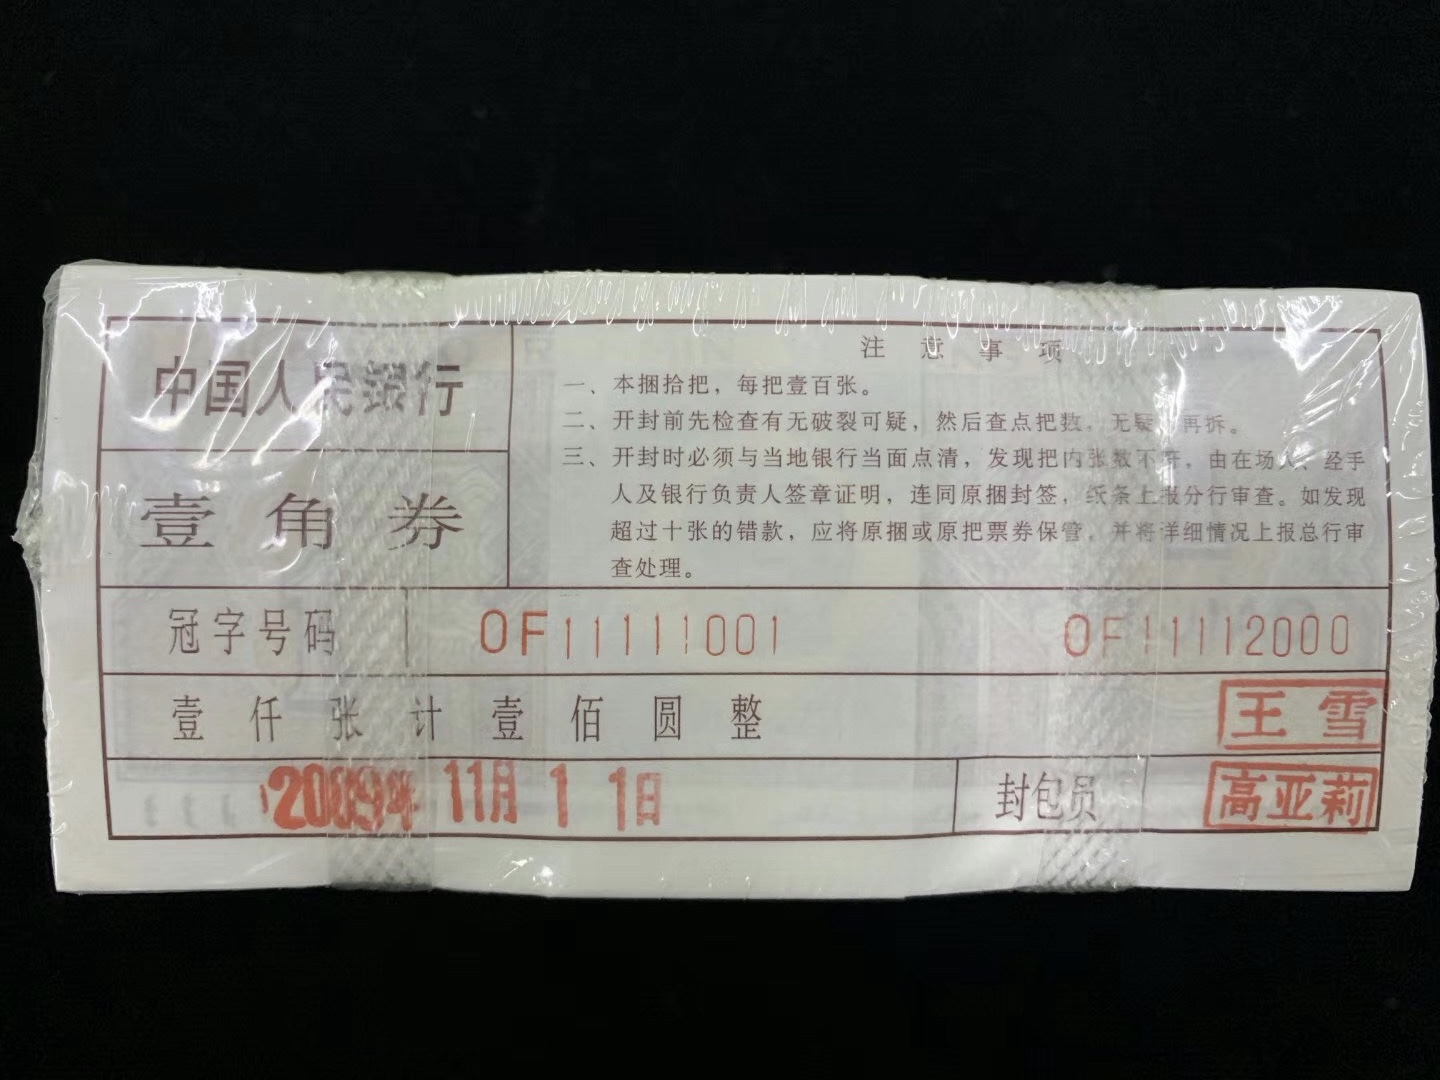 中国人民银行
壹角券
注意事项
一、本捆拾把，每把壹百张。
二、开封前先检查有无破裂可疑，然后查点把数，无疑再拆。
三、开封时必须与当地银行当面点清，发现把内张数不符，由在场人、经手
人及银行负责人签章证明，连同原捆封签，纸条上报分行审查。如发现
超过十张的错款，应将原捆或原把票券保管，并将详细情况上报总行审
查处理。
冠字号码 OF11111001 OF11112000
壹仟张计壹佰圆整 王雪
2009年11月11日 封包员 高亚莉